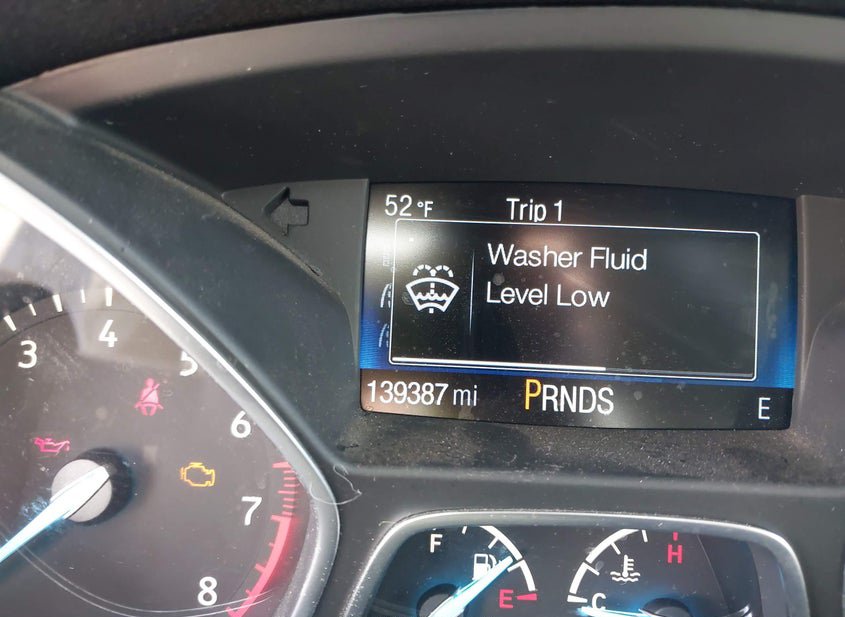 52 °F Trip 1
Washer Fluid
Level Low
139387 mi PRNDS E
3 4 5 6 7 8
F E
H C